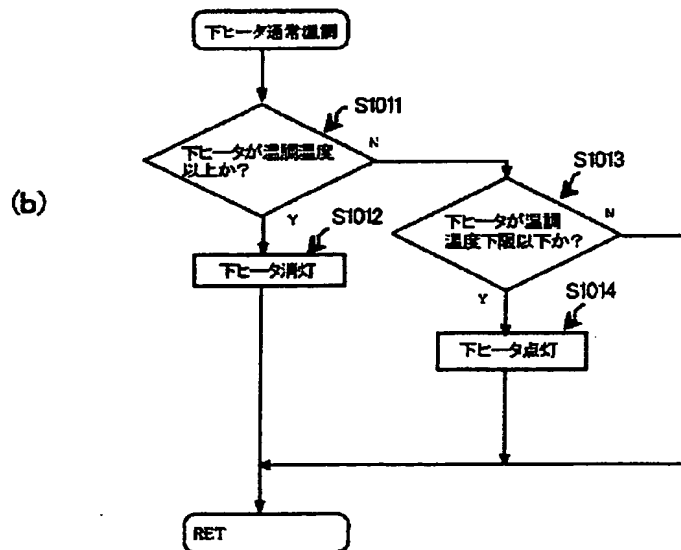 下ヒータ通常温調
S1011
下ヒータが温調温度
以上か?
N
S1013
(b)
Y
S1012
下ヒータが温調
温度下限以下か?
N
下ヒータ消灯
Y
S1014
下ヒータ点灯
RET